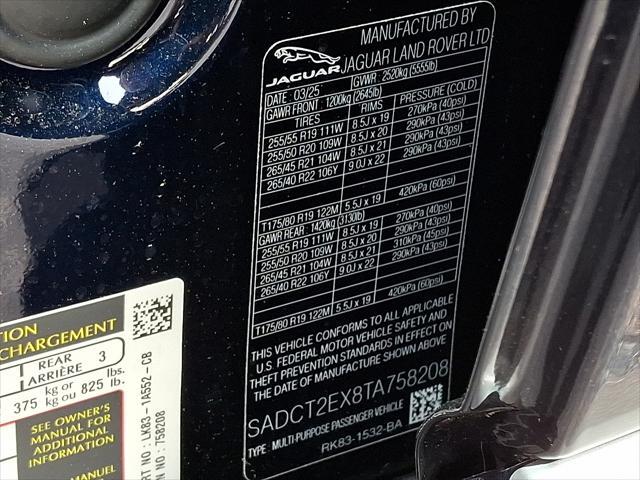 MANUFACTURED BY
JAGUAR JAGUAR LAND ROVER LTD
DATE : 03/25 GVWR : 2520kg (5555lb)
GAWR FRONT : 1200kg (2645lb)
TIRES RIMS PRESSURE (COLD)
255/55 R19 111W 8.5J x 19 270kPa (40psi)
255/50 R20 109W 8.5J x 20 290kPa (43psi)
265/45 R21 104W 8.5J x 21 290kPa (43psi)
265/40 R22 106Y 9.0J x 22 290kPa (43psi)
T175/80 R19 122M 5.5J x 19 420kPa (60psi)
GAWR REAR : 1420kg (3130lb)
255/55 R19 111W 8.5J x 19 270kPa (40psi)
255/50 R20 109W 8.5J x 20 290kPa (43psi)
265/45 R21 104W 8.5J x 21 310kPa (45psi)
265/40 R22 106Y 9.0J x 22 290kPa (43psi)
T175/80 R19 122M 5.5J x 19 420kPa (60psi)
THIS VEHICLE CONFORMS TO ALL APPLICABLE
U.S. FEDERAL MOTOR VEHICLE SAFETY AND
THEFT PREVENTION STANDARDS IN EFFECT ON
THE DATE OF MANUFACTURE SHOWN ABOVE
SADCT2EX8TA758208
TYPE : MULTI-PURPOSE PASSENGER VEHICLE
RK83-1532-BA
TION
CHARGEMENT
REAR 3
ARRIÈRE
375 kg or 825 lb.
kg ou lb.
SEE OWNER'S
MANUAL FOR
ADDITIONAL
INFORMATION
MANUEL
RT NO : LK83 - 1A552 - CB
N NO : 758208